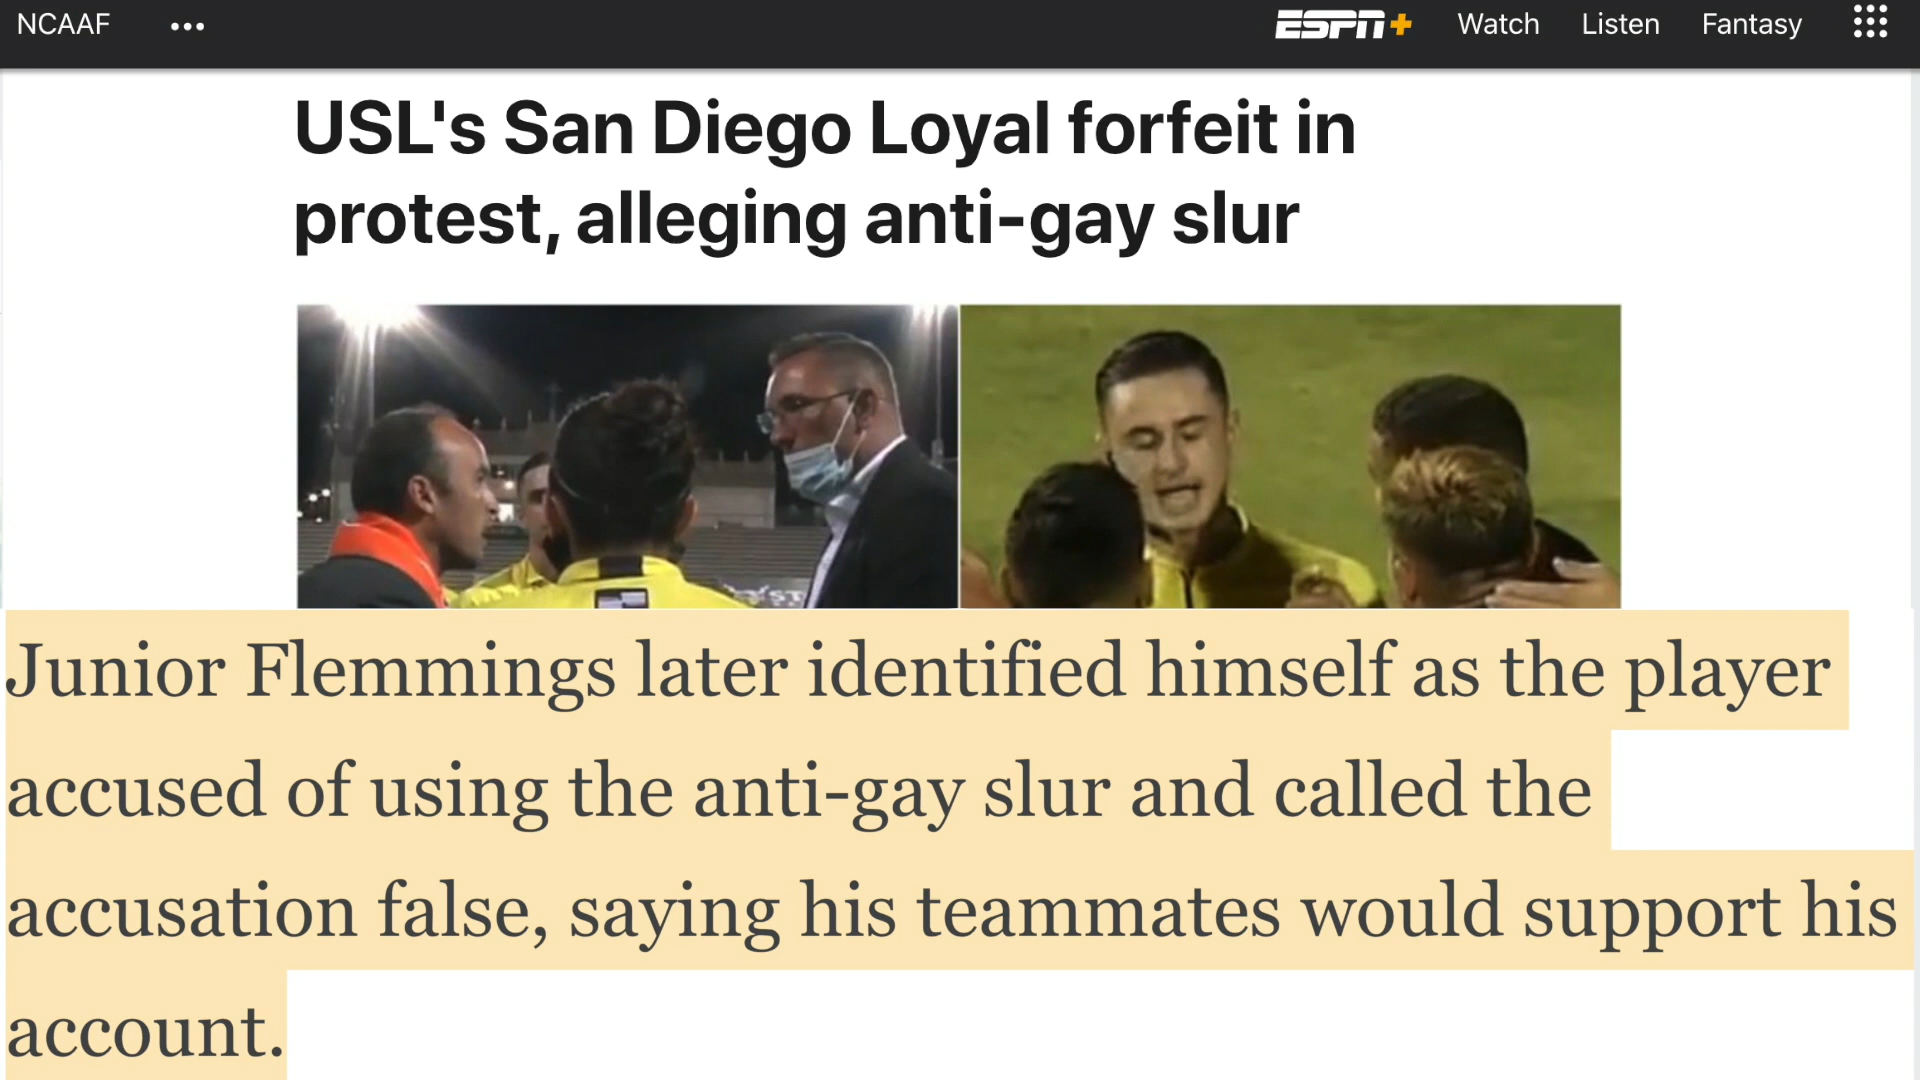 NCAAF ... ESPN+ Watch Listen Fantasy
USL's San Diego Loyal forfeit in
protest, alleging anti-gay slur
Junior Flemmings later identified himself as the player
accused of using the anti-gay slur and called the
accusation false, saying his teammates would support his
account.